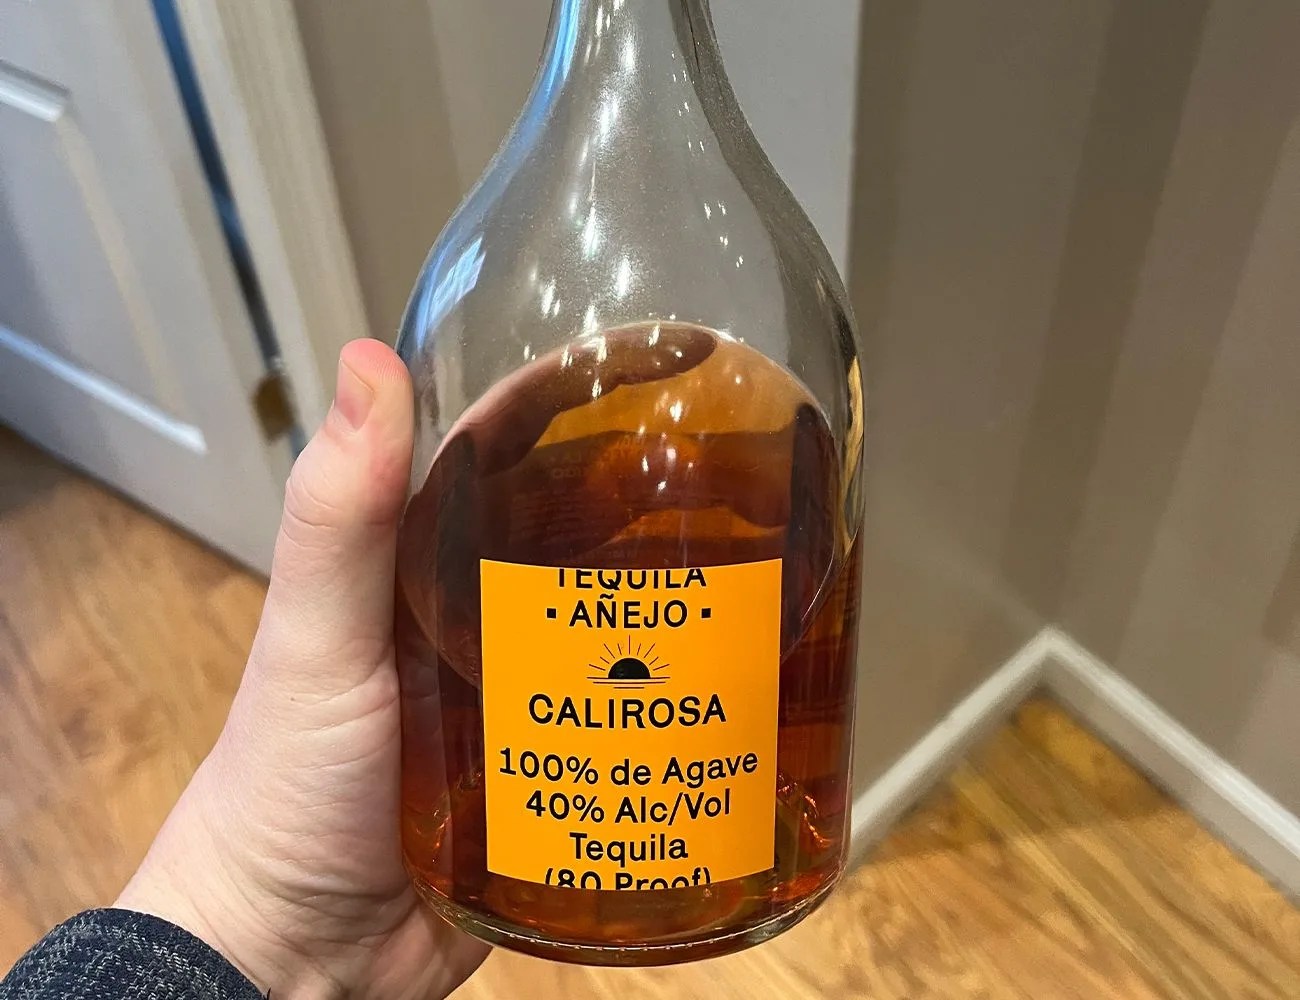 TEQUILA
▪ AÑEJO ▪
CALIROSA
100% de Agave
40% Alc/Vol
Tequila
(80 Proof)